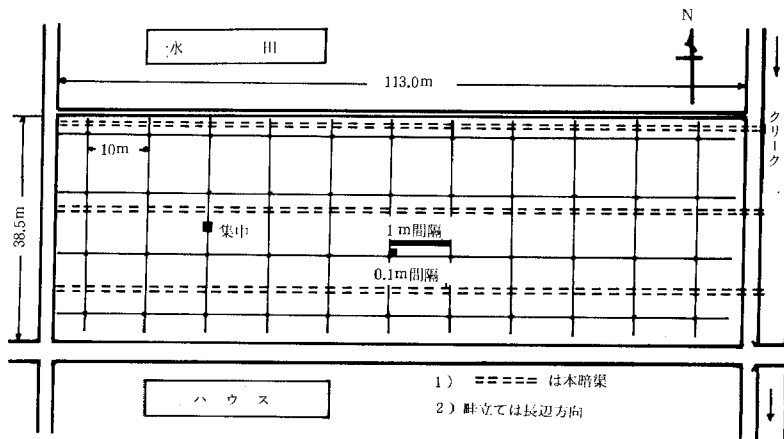 水 田
N
113.0m
クリーク
10m
38.5m
集中
1m間隔
0.1m間隔
ハウス
1) ===== は本暗渠
2) 畦立ては長辺方向